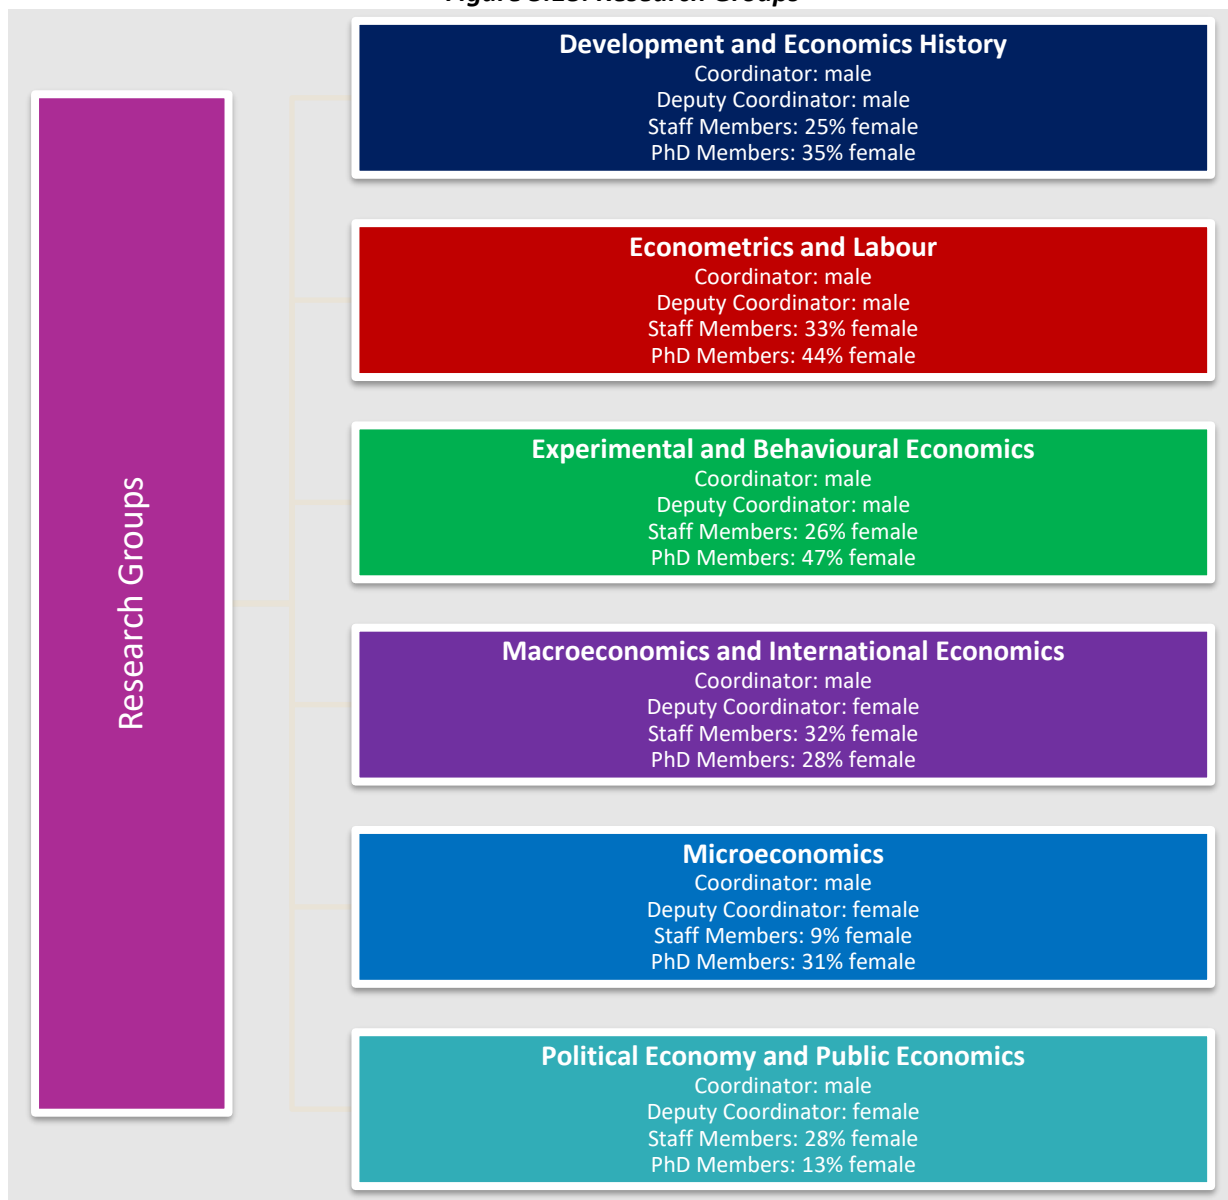 Research Groups
Development and Economics History
Coordinator: male
Deputy Coordinator: male
Staff Members: 25% female
PhD Members: 35% female
Econometrics and Labour
Coordinator: male
Deputy Coordinator: male
Staff Members: 33% female
PhD Members: 44% female
Experimental and Behavioural Economics
Coordinator: male
Deputy Coordinator: male
Staff Members: 26% female
PhD Members: 47% female
Research Groups
Macroeconomics and International Economics
Coordinator: male
Deputy Coordinator: female
Staff Members: 32% female
PhD Members: 28% female
Microeconomics
Coordinator: male
Deputy Coordinator: female
Staff Members: 9% female
PhD Members: 31% female
Political Economy and Public Economics
Coordinator: male
Deputy Coordinator: female
Staff Members: 28% female
PhD Members: 13% female